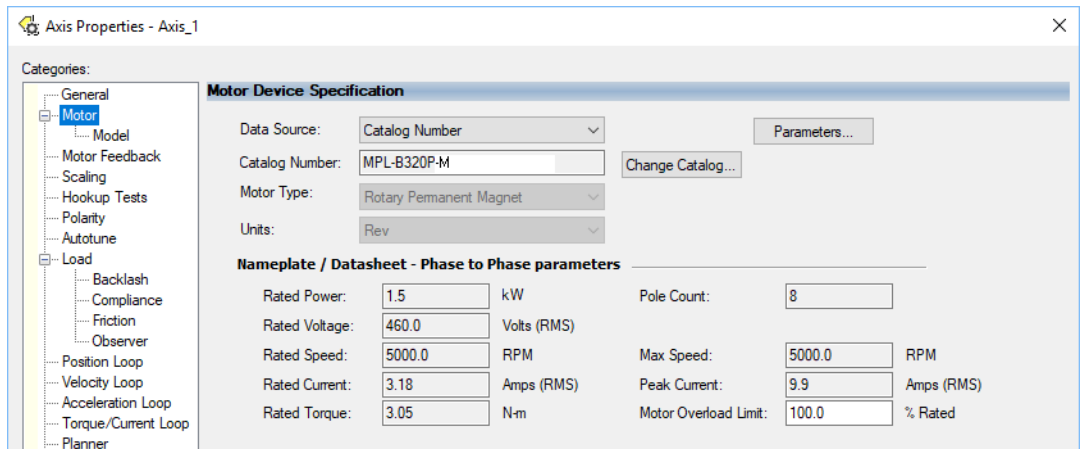 Axis Properties - Axis_1
Categories:
General
Motor
Model
Motor Feedback
Scaling
Hookup Tests
Polarity
Autotune
Load
Backlash
Compliance
Friction
Observer
Position Loop
Velocity Loop
Acceleration Loop
Torque/Current Loop
Planner
Motor Device Specification
Data Source: Catalog Number Parameters...
Catalog Number: MPL-B320P-M Change Catalog...
Motor Type: Rotary Permanent Magnet
Units: Rev
Nameplate / Datasheet - Phase to Phase parameters
Rated Power: 1.5 kW Pole Count: 8
Rated Voltage: 460.0 Volts (RMS)
Rated Speed: 5000.0 RPM Max Speed: 5000.0 RPM
Rated Current: 3.18 Amps (RMS) Peak Current: 9.9 Amps (RMS)
Rated Torque: 3.05 N-m Motor Overload Limit: 100.0 % Rated